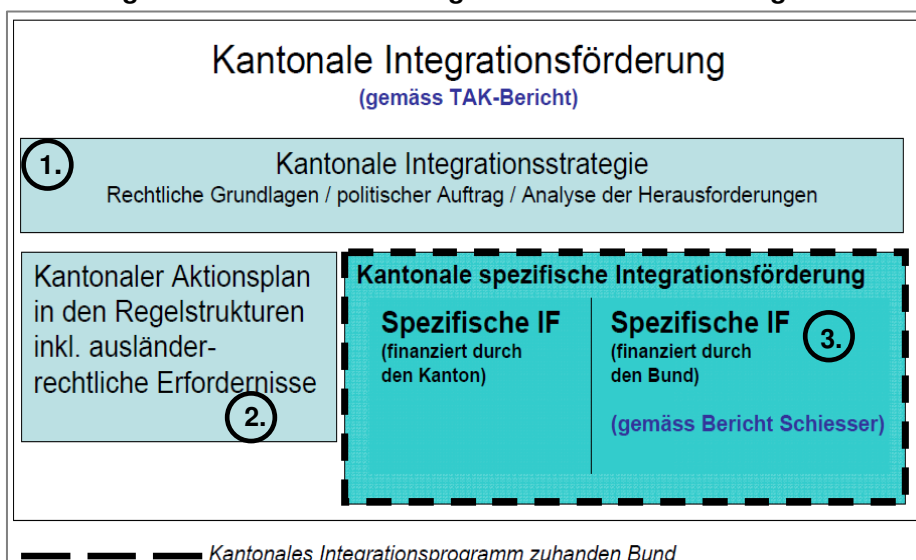 Kantonale Integrationsförderung
(gemäss TAK-Bericht)
1.
Kantonale Integrationsstrategie
Rechtliche Grundlagen / politischer Auftrag / Analyse der Herausforderungen
Kantonaler Aktionsplan
in den Regelstrukturen
inkl. ausländer-
rechtliche Erfordernisse
2.
Kantonale spezifische Integrationsförderung
Spezifische IF
(finanziert durch
den Kanton)
Spezifische IF
(finanziert durch
den Bund)
3.
(gemäss Bericht Schiesser)
Kantonales Integrationsprogramm zuhanden Bund